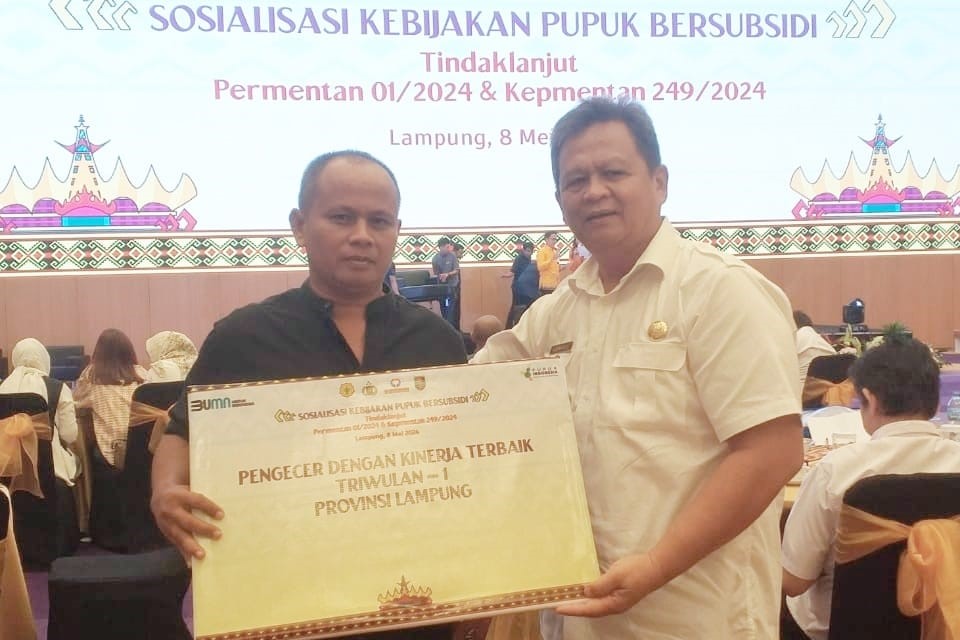 SOSIALISASI KEBIJAKAN PUPUK BERSUBSIDI
Tindaklanjut
Permentan 01/2024 & Kepmentan 249/2024
Lampung, 8 Mei
BUMN
PUPUK
INDONESIA
SOSIALISASI KEBIJAKAN PUPUK BERSUBSIDI
Tindaklanjut
Permentan 01/2024 & Kepmentan 249/2024
Lampung, 8 Mei 2024
PENGECER DENGAN KINERJA TERBAIK
TRIWULAN - 1
PROVINSI LAMPUNG